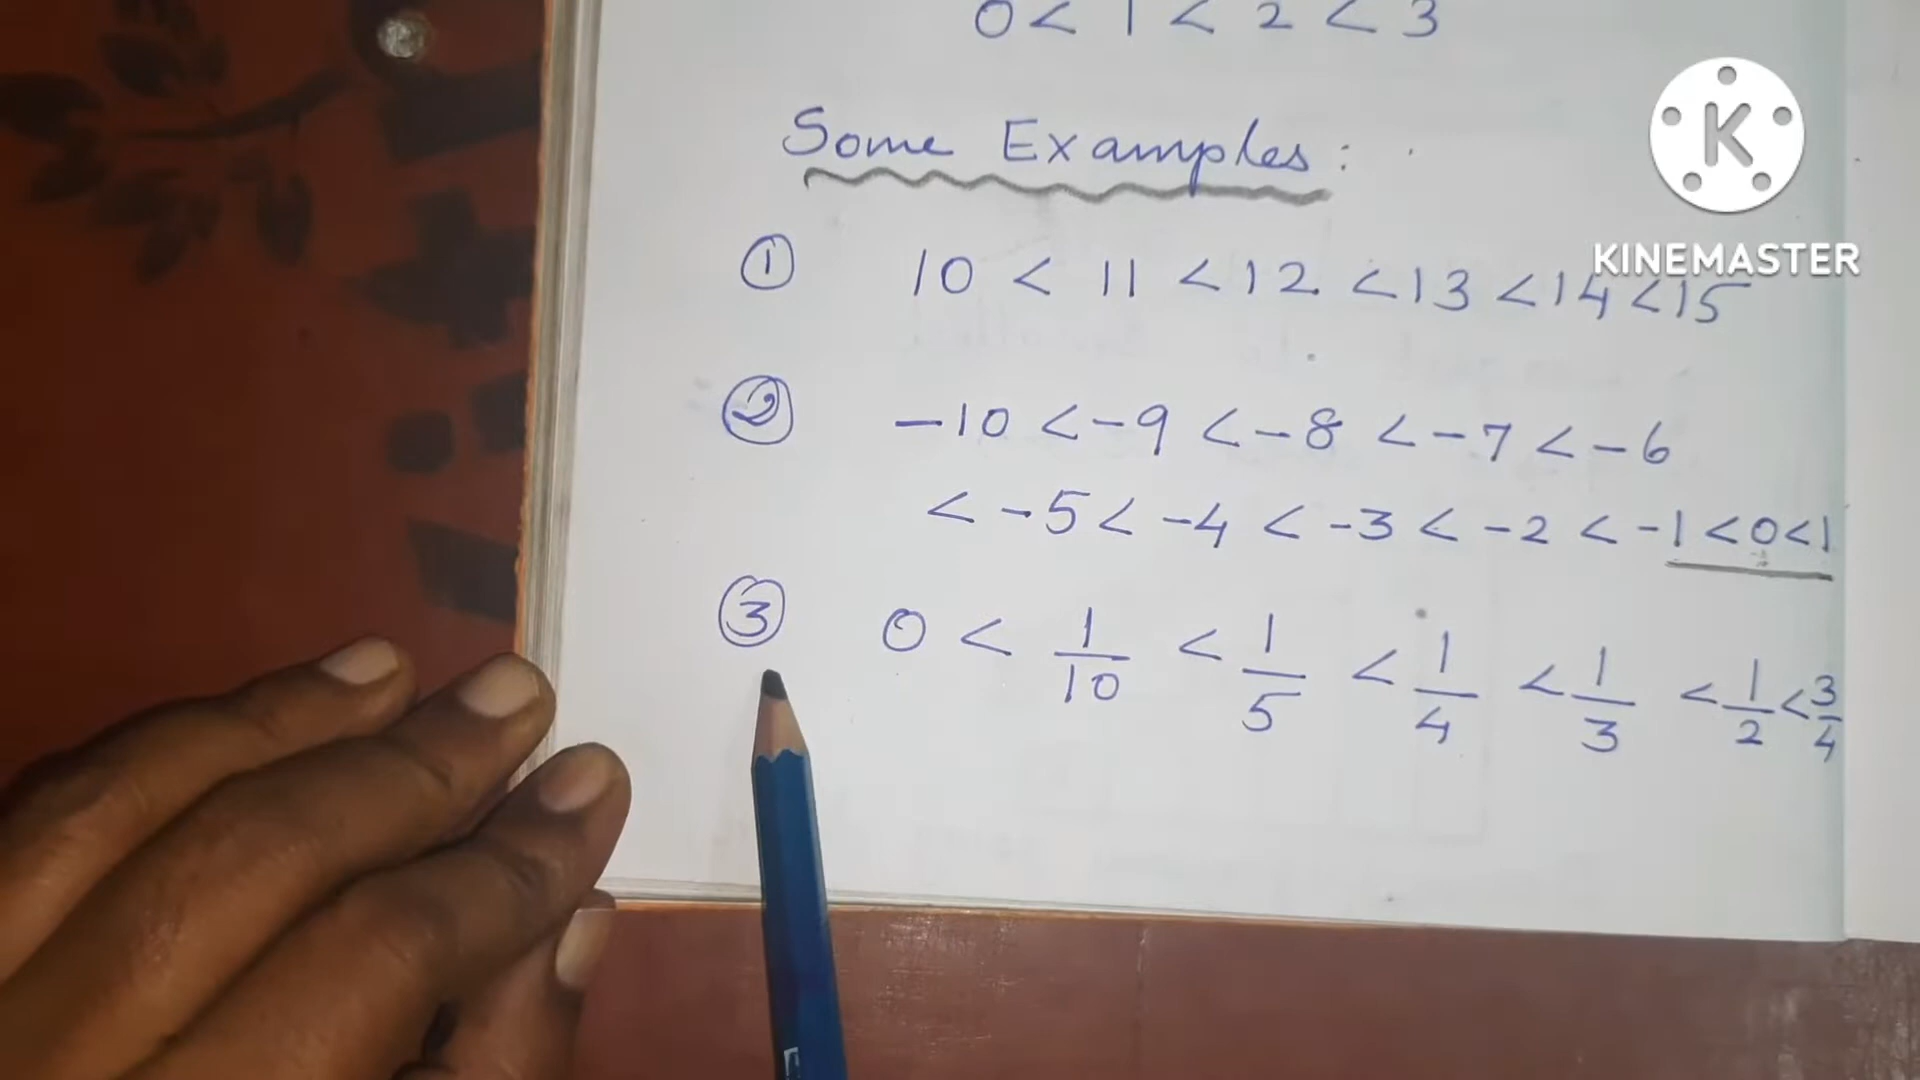 0 < 1 < 2 < 3
Some Examples :
K
KINEMASTER
① 10 < 11 < 12 < 13 < 14 < 15
② -10 < -9 < -8 < -7 < -6
< -5 < -4 < -3 < -2 < -1 < 0 < 1
③ 0 < 1/10 < 1/5 < 1/4 < 1/3 < 1/2 < 3/4